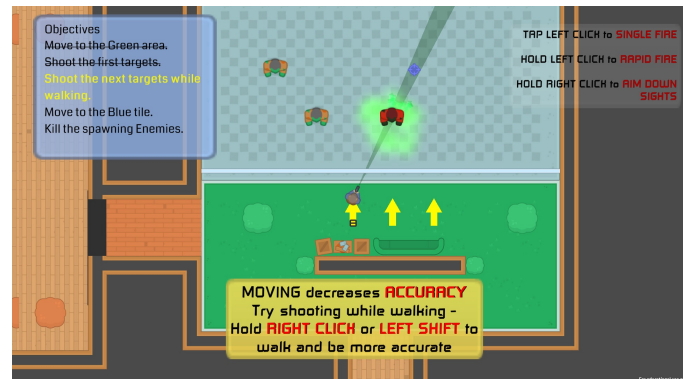 Objectives
Move to the Green area.
Shoot the first targets.
Shoot the next targets while
walking.
Move to the Blue tile.
Kill the spawning Enemies.
TAP LEFT CLICK to SINGLE FIRE
HOLD LEFT CLICK to RAPID FIRE
HOLD RIGHT CLICK to AIM DOWN
SIGHTS
MOVING decreases ACCURACY
Try shooting while walking -
Hold RIGHT CLICK or LEFT SHIFT to
walk and be more accurate